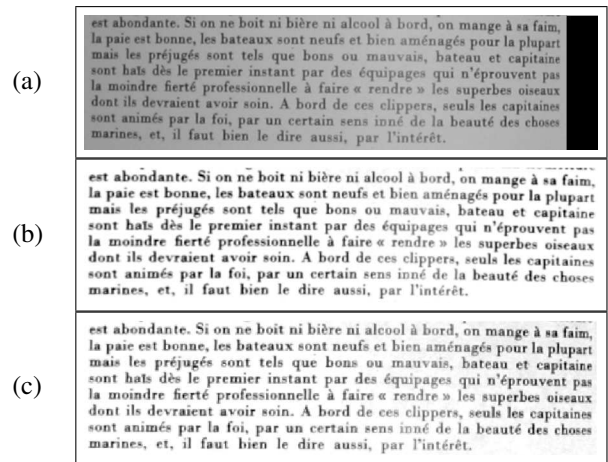 (a)
est abondante. Si on ne boit ni bière ni alcool à bord, on mange à sa faim,
la paie est bonne, les bateaux sont neufs et bien aménagés pour la plupart
mais les préjugés sont tels que bons ou mauvais, bateau et capitaine
sont haïs dès le premier instant par des équipages qui n'éprouvent pas
la moindre fierté professionnelle à faire « rendre » les superbes oiseaux
dont ils devraient avoir soin. A bord de ces clippers, seuls les capitaines
sont animés par la foi, par un certain sens inné de la beauté des choses
marines, et, il faut bien le dire aussi, par l'intérêt.
(b)
est abondante. Si on ne boit ni bière ni alcool à bord, on mange à sa faim,
la paie est bonne, les bateaux sont neufs et bien aménagés pour la plupart
mais les préjugés sont tels que bons ou mauvais, bateau et capitaine
sont haïs dès le premier instant par des équipages qui n'éprouvent pas
la moindre fierté professionnelle à faire « rendre » les superbes oiseaux
dont ils devraient avoir soin. A bord de ces clippers, seuls les capitaines
sont animés par la foi, par un certain sens inné de la beauté des choses
marines, et, il faut bien le dire aussi, par l'intérêt.
(c)
est abondante. Si on ne boit ni bière ni alcool à bord, on mange à sa faim,
la paie est bonne, les bateaux sont neufs et bien aménagés pour la plupart
mais les préjugés sont tels que bons ou mauvais, bateau et capitaine
sont haïs dès le premier instant par des équipages qui n'éprouvent pas
la moindre fierté professionnelle à faire « rendre » les superbes oiseaux
dont ils devraient avoir soin. A bord de ces clippers, seuls les capitaines
sont animés par la foi, par un certain sens inné de la beauté des choses
marines, et, il faut bien le dire aussi, par l'intérêt.